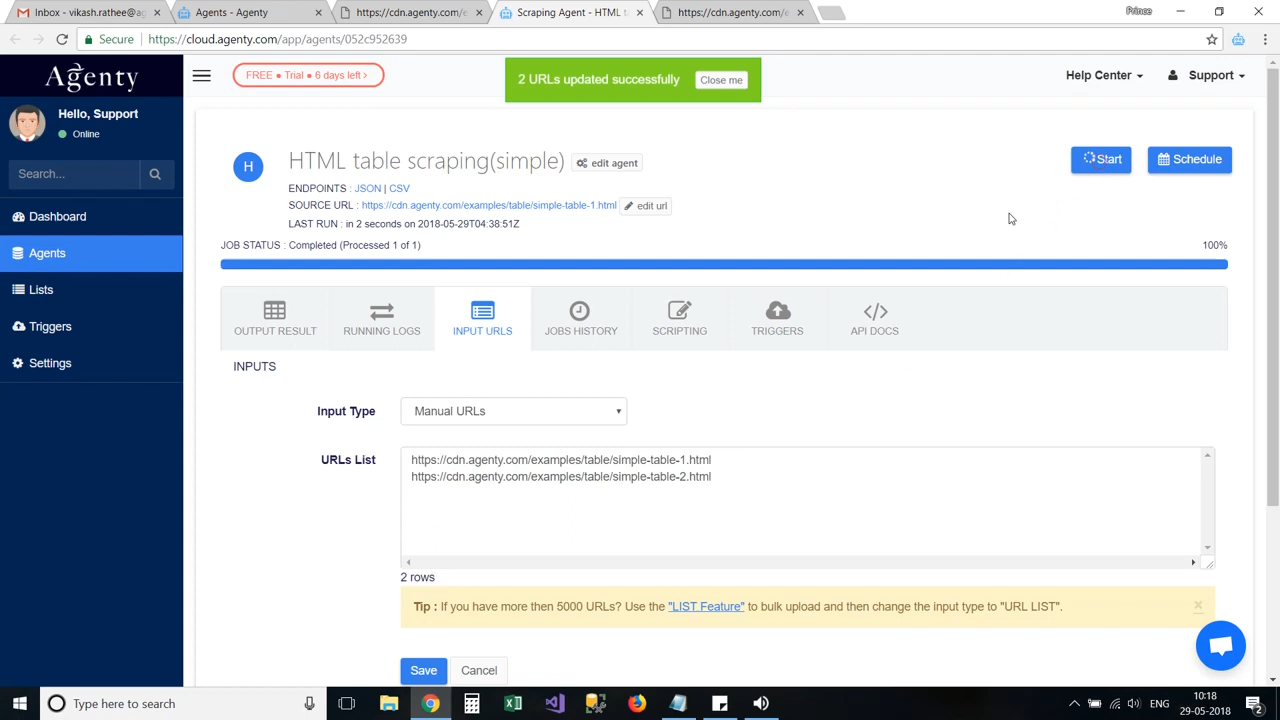 Inbox - vikash.rathee@ag
Agents - Agenty
https://cdn.agenty.com/e
Scraping Agent - HTML t
https://cdn.agenty.com/e
Prince
Secure
https://cloud.agenty.com/app/agents/052c952639
Agenty
FREE ● Trial ● 6 days left >
2 URLs updated successfully
Close me
Help Center
Support
Hello, Support
Online
Search...
Dashboard
Agents
Lists
Triggers
Settings
H
HTML table scraping(simple)
edit agent
Start
Schedule
ENDPOINTS : JSON | CSV
SOURCE URL : https://cdn.agenty.com/examples/table/simple-table-1.html
edit url
LAST RUN : in 2 seconds on 2018-05-29T04:38:51Z
JOB STATUS : Completed (Processed 1 of 1)
100%
OUTPUT RESULT
RUNNING LOGS
INPUT URLS
JOBS HISTORY
SCRIPTING
TRIGGERS
API DOCS
INPUTS
Input Type
Manual URLs
URLs List
https://cdn.agenty.com/examples/table/simple-table-1.html
https://cdn.agenty.com/examples/table/simple-table-2.html
2 rows
Tip : If you have more then 5000 URLs? Use the "LIST Feature" to bulk upload and then change the input type to "URL LIST".
Save
Cancel
Type here to search
10:18
29-05-2018
2